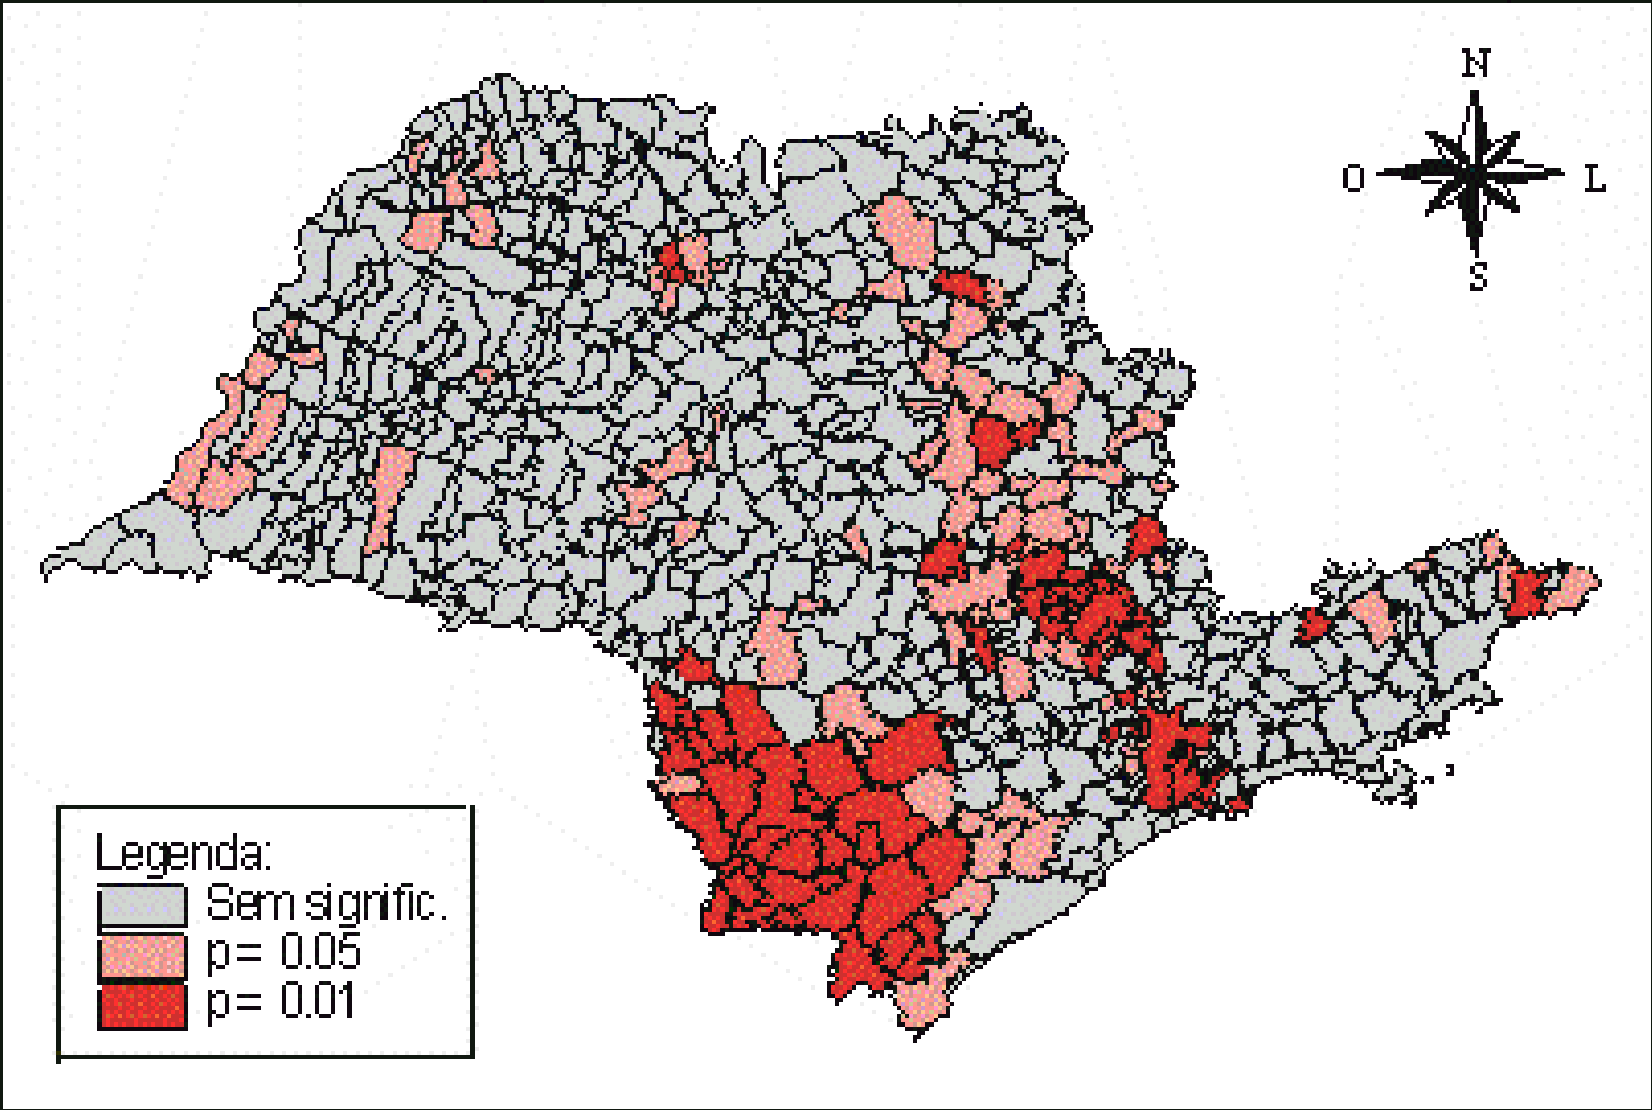 N
O
L
S
Legenda:
Sem signific.
p= 0.05
p= 0.01